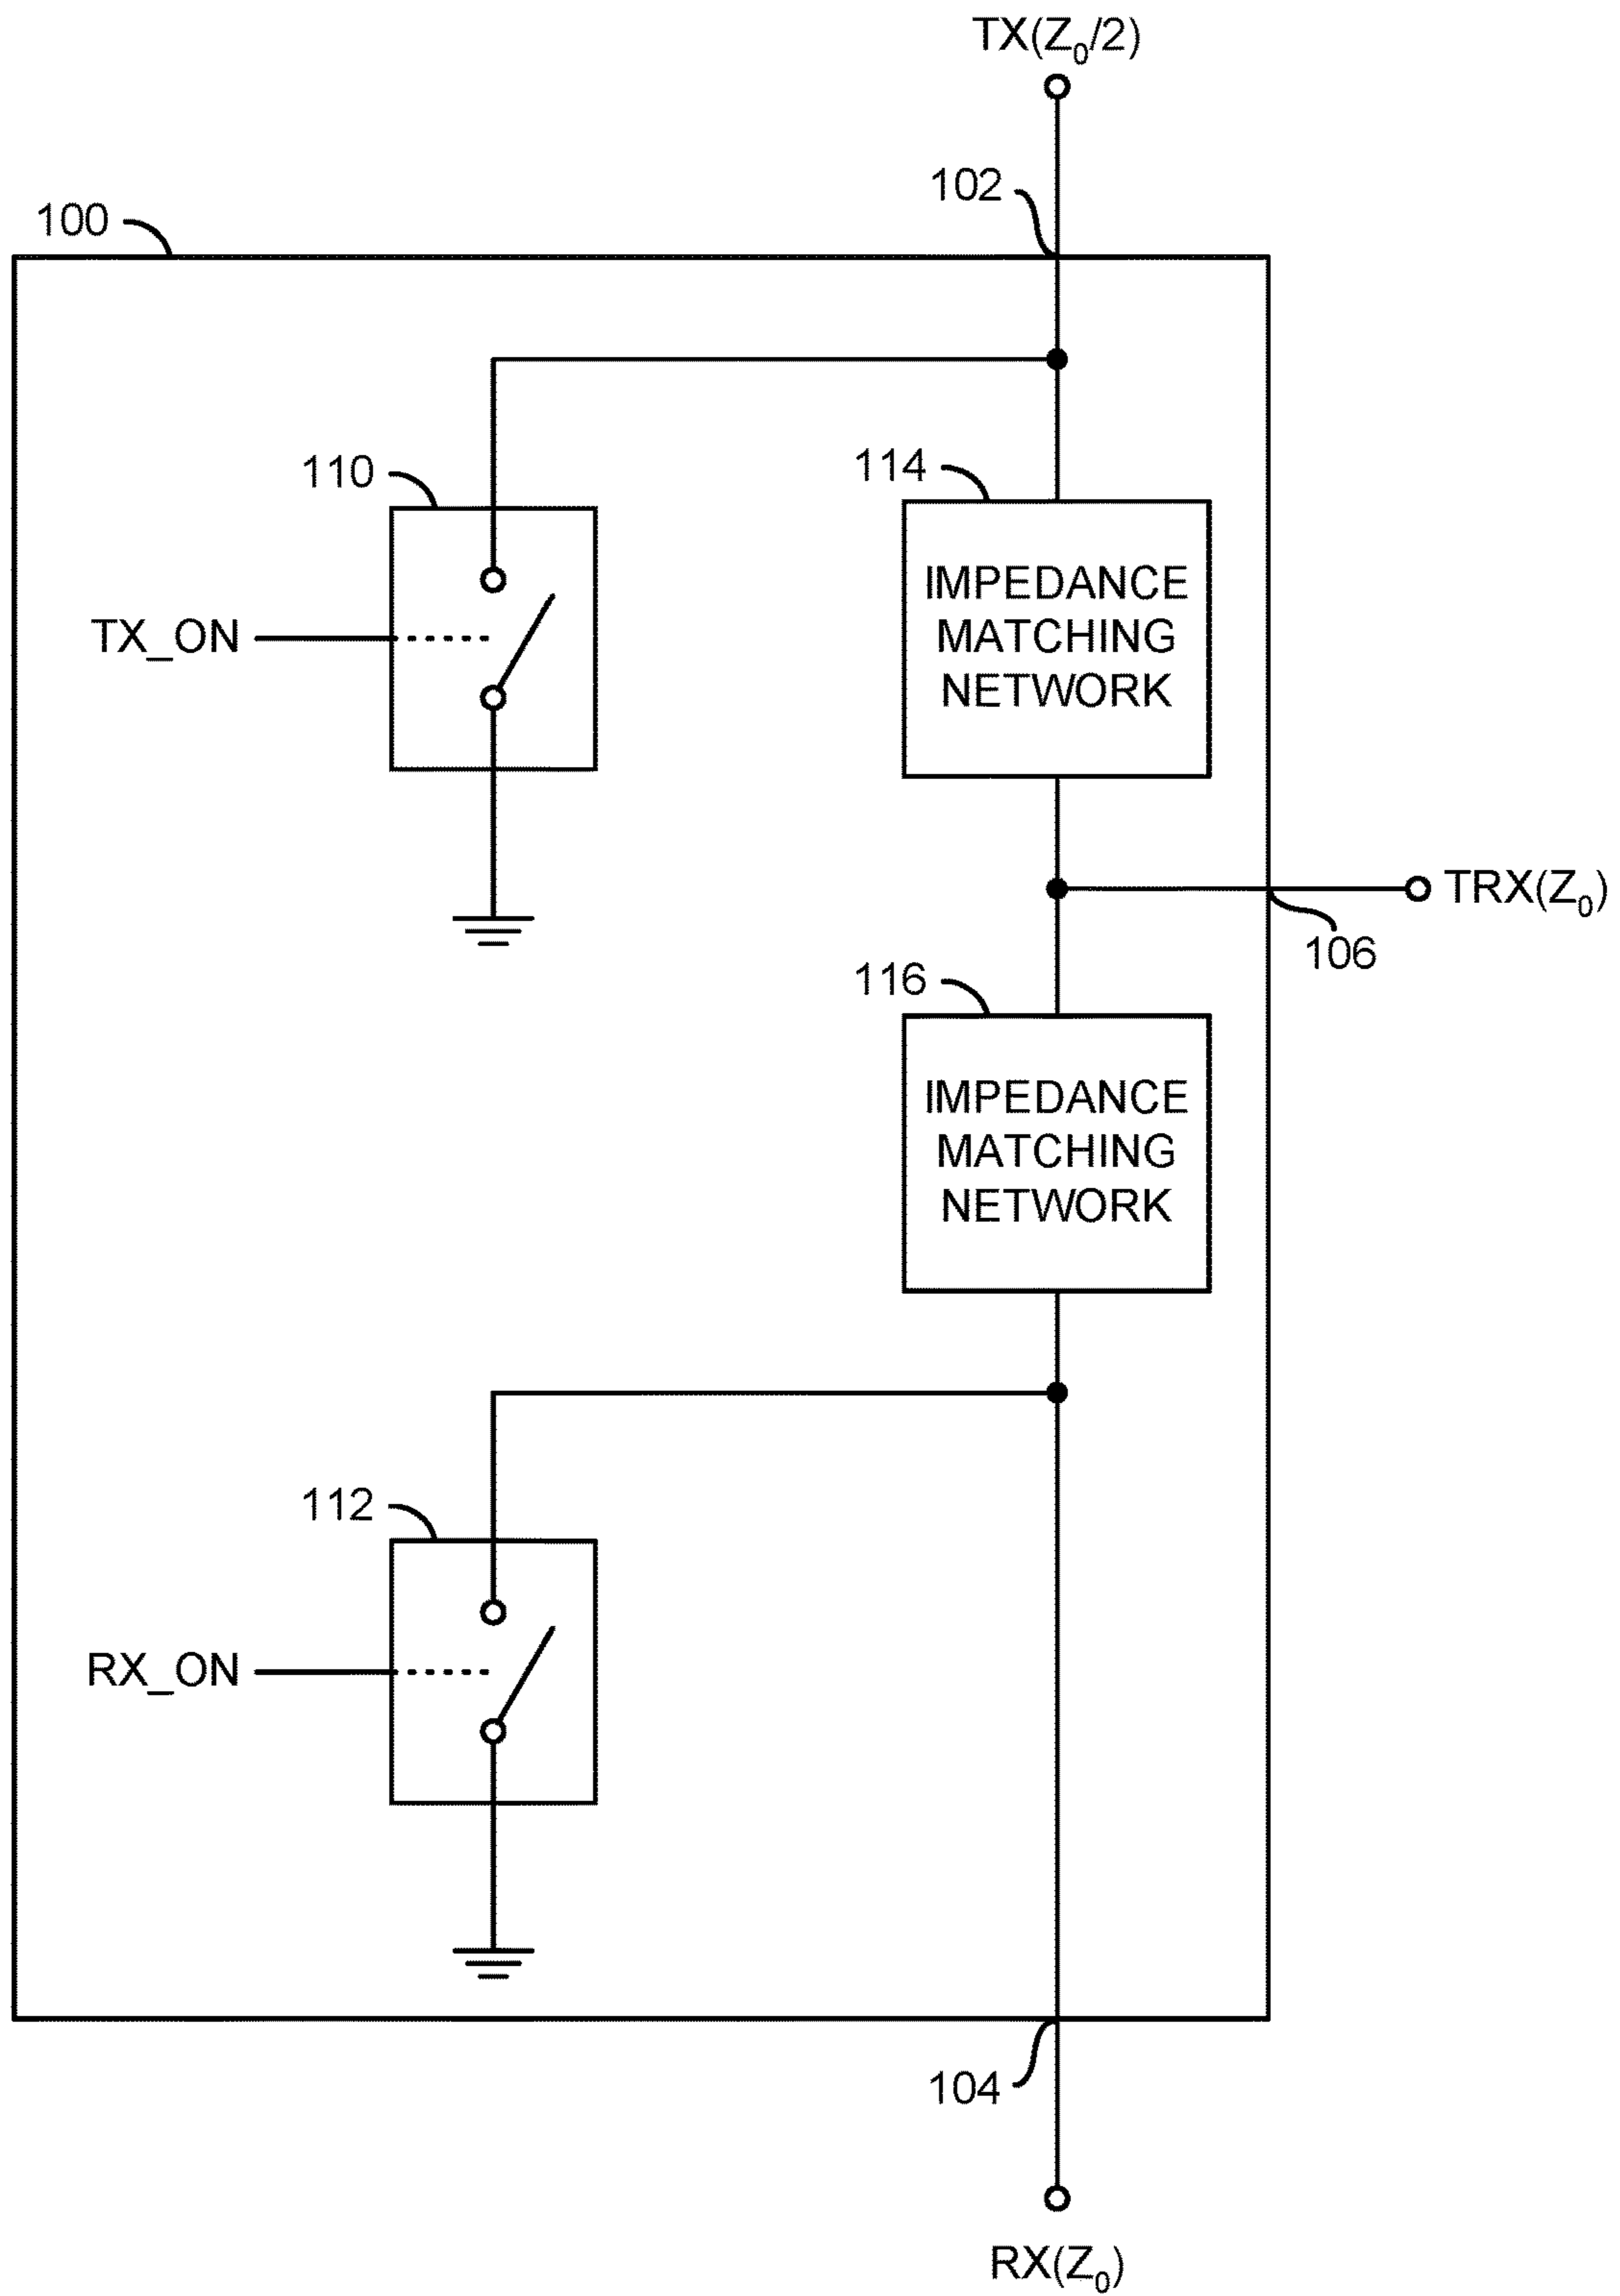 TX(Z₀/2)
102
100
110
114
IMPEDANCE
MATCHING
NETWORK
TX_ON
TRX(Z₀)
106
116
IMPEDANCE
MATCHING
NETWORK
112
RX_ON
104
RX(Z₀)